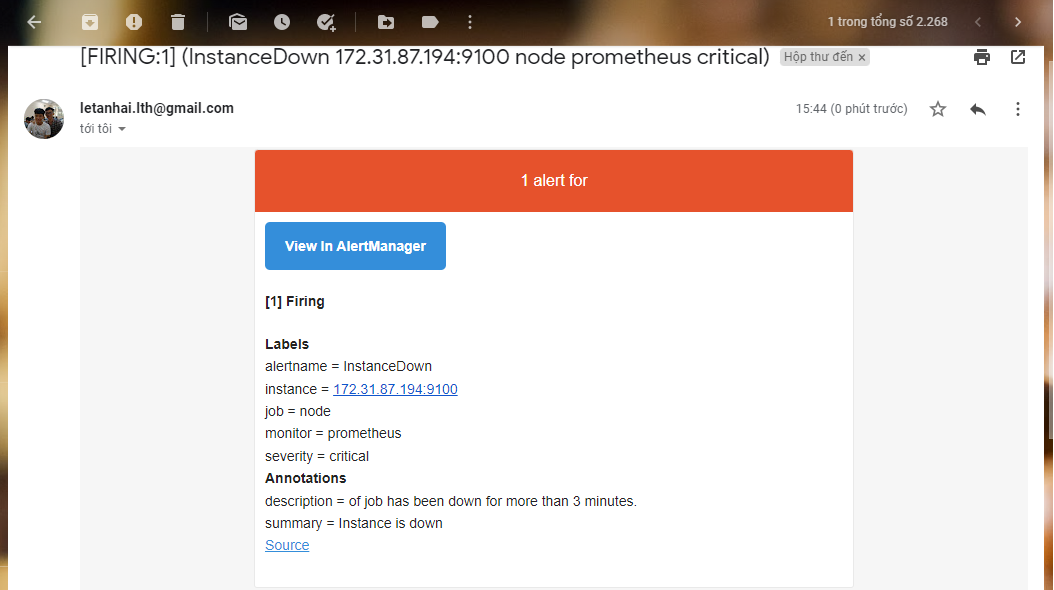 1 trong tổng số 2.268
[FIRING:1] (InstanceDown 172.31.87.194:9100 node prometheus critical)
Hộp thư đến ×
letanhai.lth@gmail.com
15:44 (0 phút trước)
tới tôi
1 alert for
View In AlertManager
[1] Firing
Labels
alertname = InstanceDown
instance = 172.31.87.194:9100
job = node
monitor = prometheus
severity = critical
Annotations
description = of job has been down for more than 3 minutes.
summary = Instance is down
Source